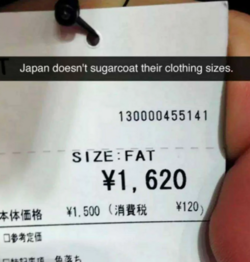 Japan doesn't sugarcoat their clothing sizes.
130000455141
SIZE:FAT
¥1,620
本体価格 ¥1,500 (消費税 ¥120)
□参考定価